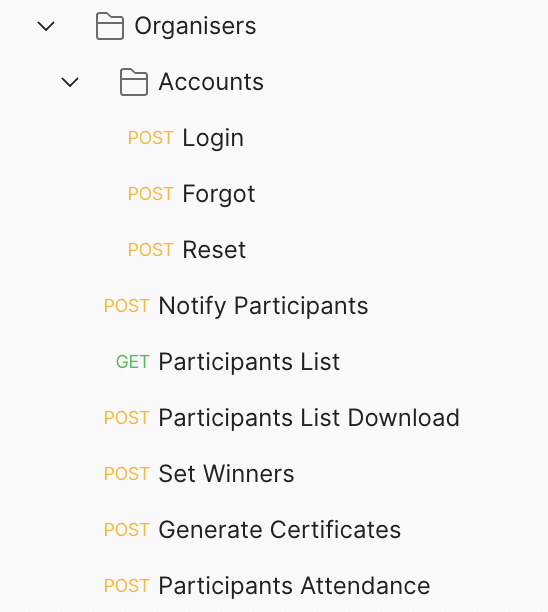 Organisers
Accounts
POST Login
POST Forgot
POST Reset
POST Notify Participants
GET Participants List
POST Participants List Download
POST Set Winners
POST Generate Certificates
POST Participants Attendance